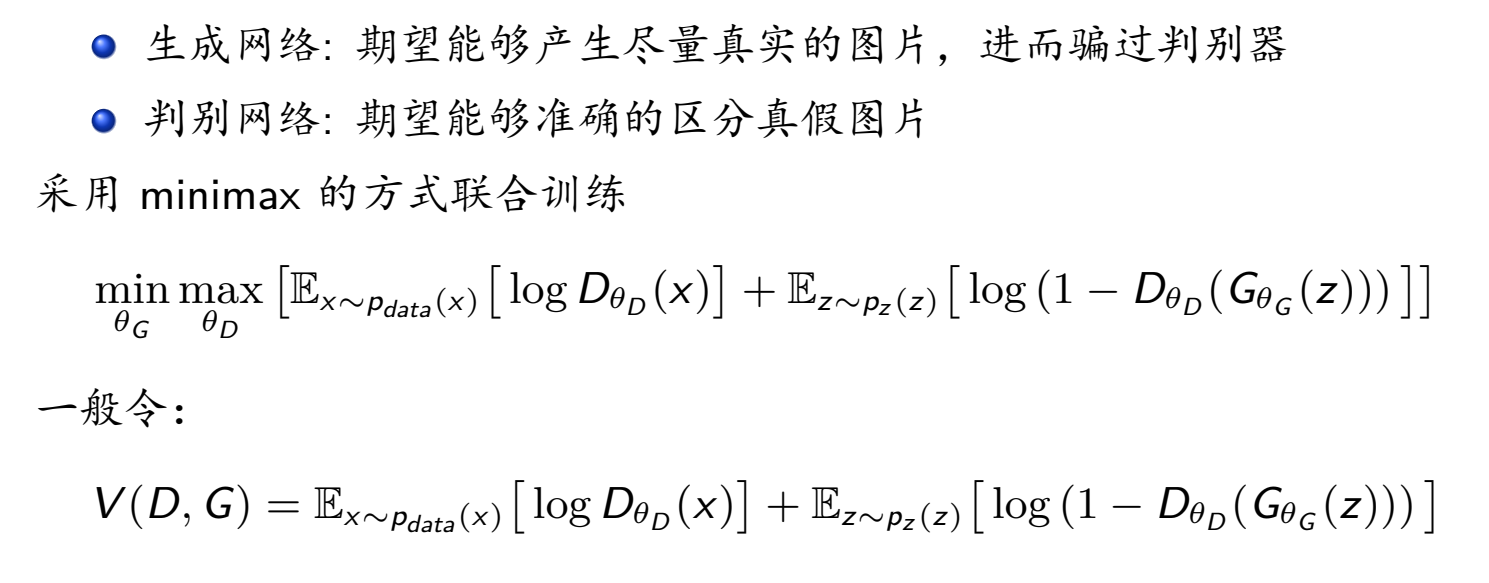 生成网络: 期望能够产生尽量真实的图片，进而骗过判别器
判别网络: 期望能够准确的区分真假图片
采用 minimax 的方式联合训练
$\min_{\theta_G} \max_{\theta_D} \left[ \mathbb{E}_{x \sim p_{data}(x)} \left[ \log D_{\theta_D}(x) \right] + \mathbb{E}_{z \sim p_z(z)} \left[ \log \left( 1 - D_{\theta_D}(G_{\theta_G}(z)) \right) \right] \right]$
一般令：
$V(D, G) = \mathbb{E}_{x \sim p_{data}(x)} \left[ \log D_{\theta_D}(x) \right] + \mathbb{E}_{z \sim p_z(z)} \left[ \log \left( 1 - D_{\theta_D}(G_{\theta_G}(z)) \right) \right]$